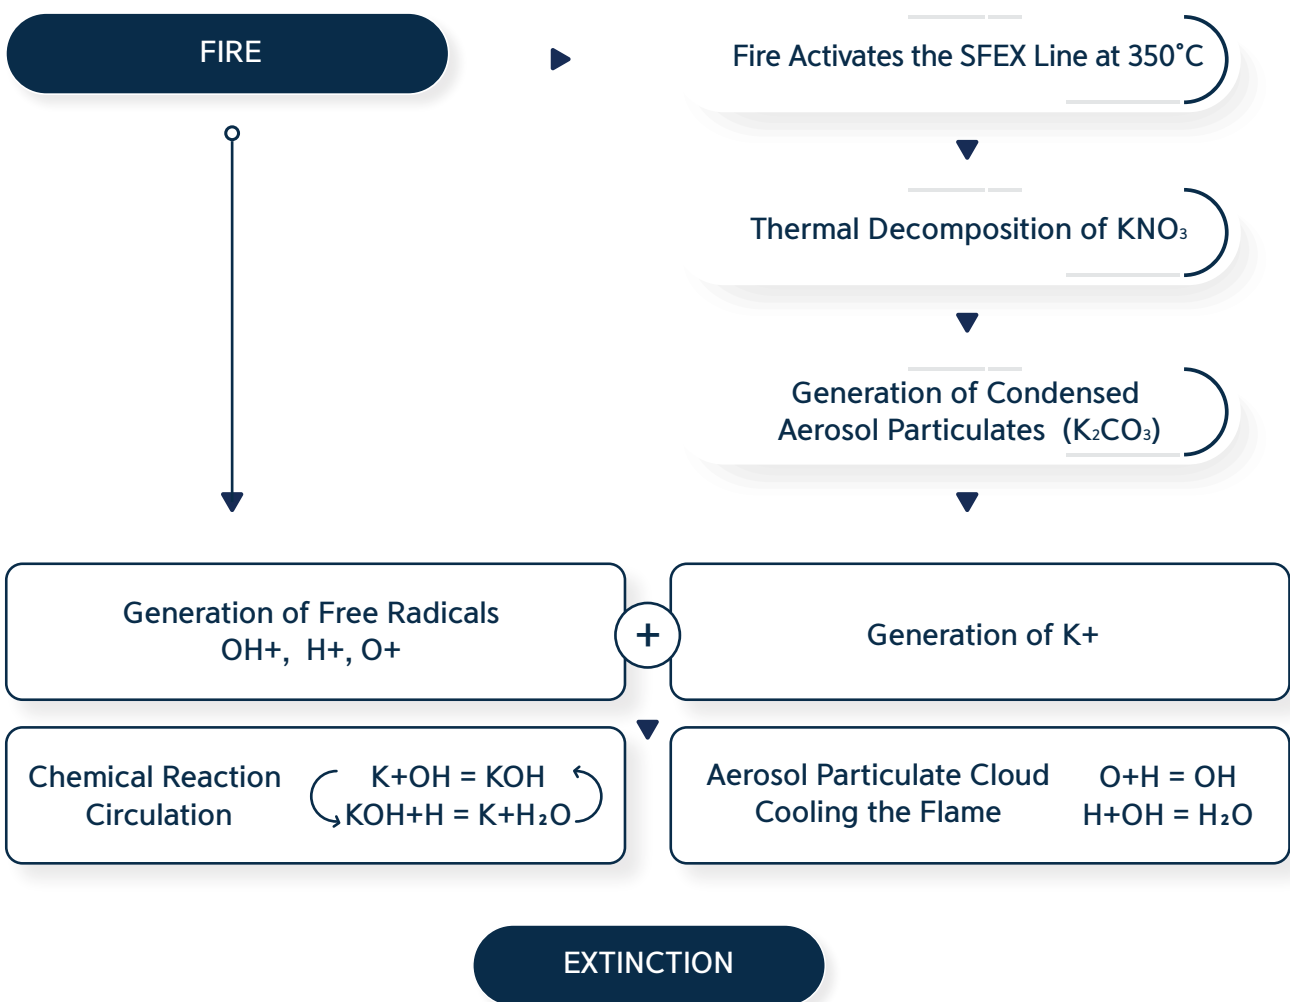 FIRE
Fire Activates the SFEX Line at 350°C
Thermal Decomposition of KNO₃
Generation of Condensed
Aerosol Particulates (K₂CO₃)
Generation of Free Radicals
OH+, H+, O+
+
Generation of K+
Chemical Reaction
Circulation
K+OH = KOH
KOH+H = K+H₂O
Aerosol Particulate Cloud
Cooling the Flame
O+H = OH
H+OH = H₂O
EXTINCTION